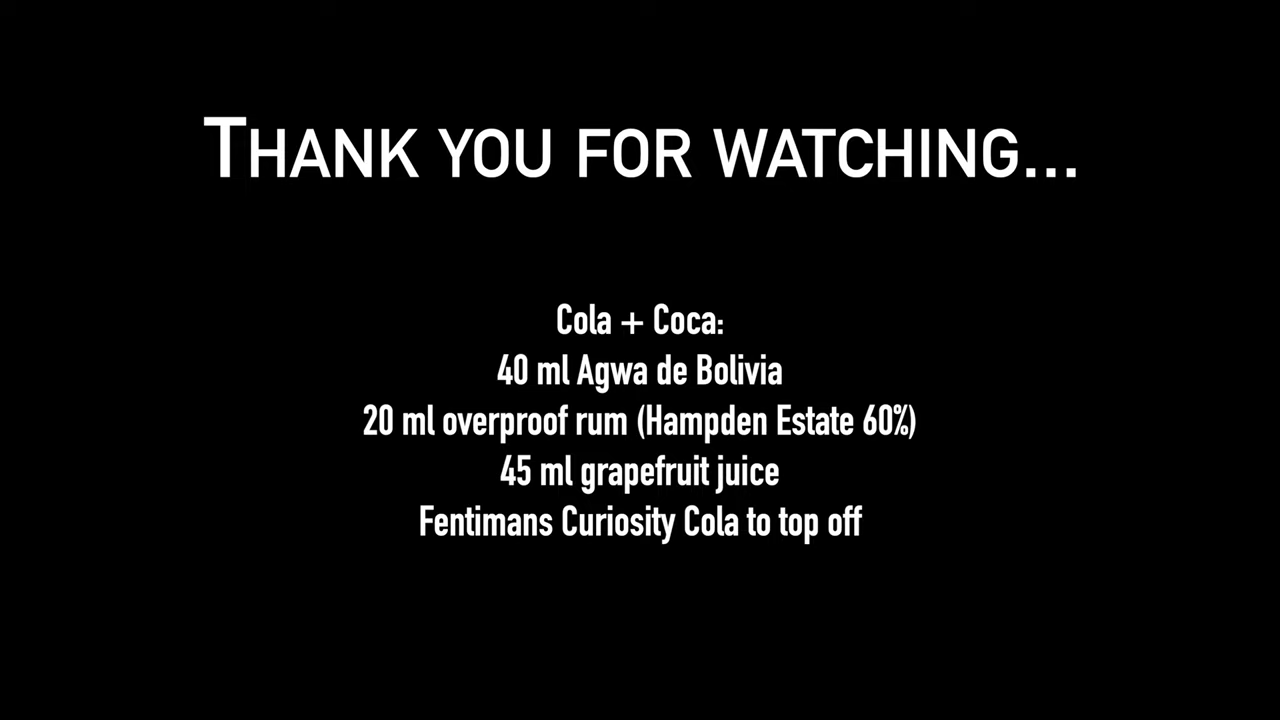 THANK YOU FOR WATCHING...
Cola + Coca:
40 ml Agwa de Bolivia
20 ml overproof rum (Hampden Estate 60%)
45 ml grapefruit juice
Fentimans Curiosity Cola to top off